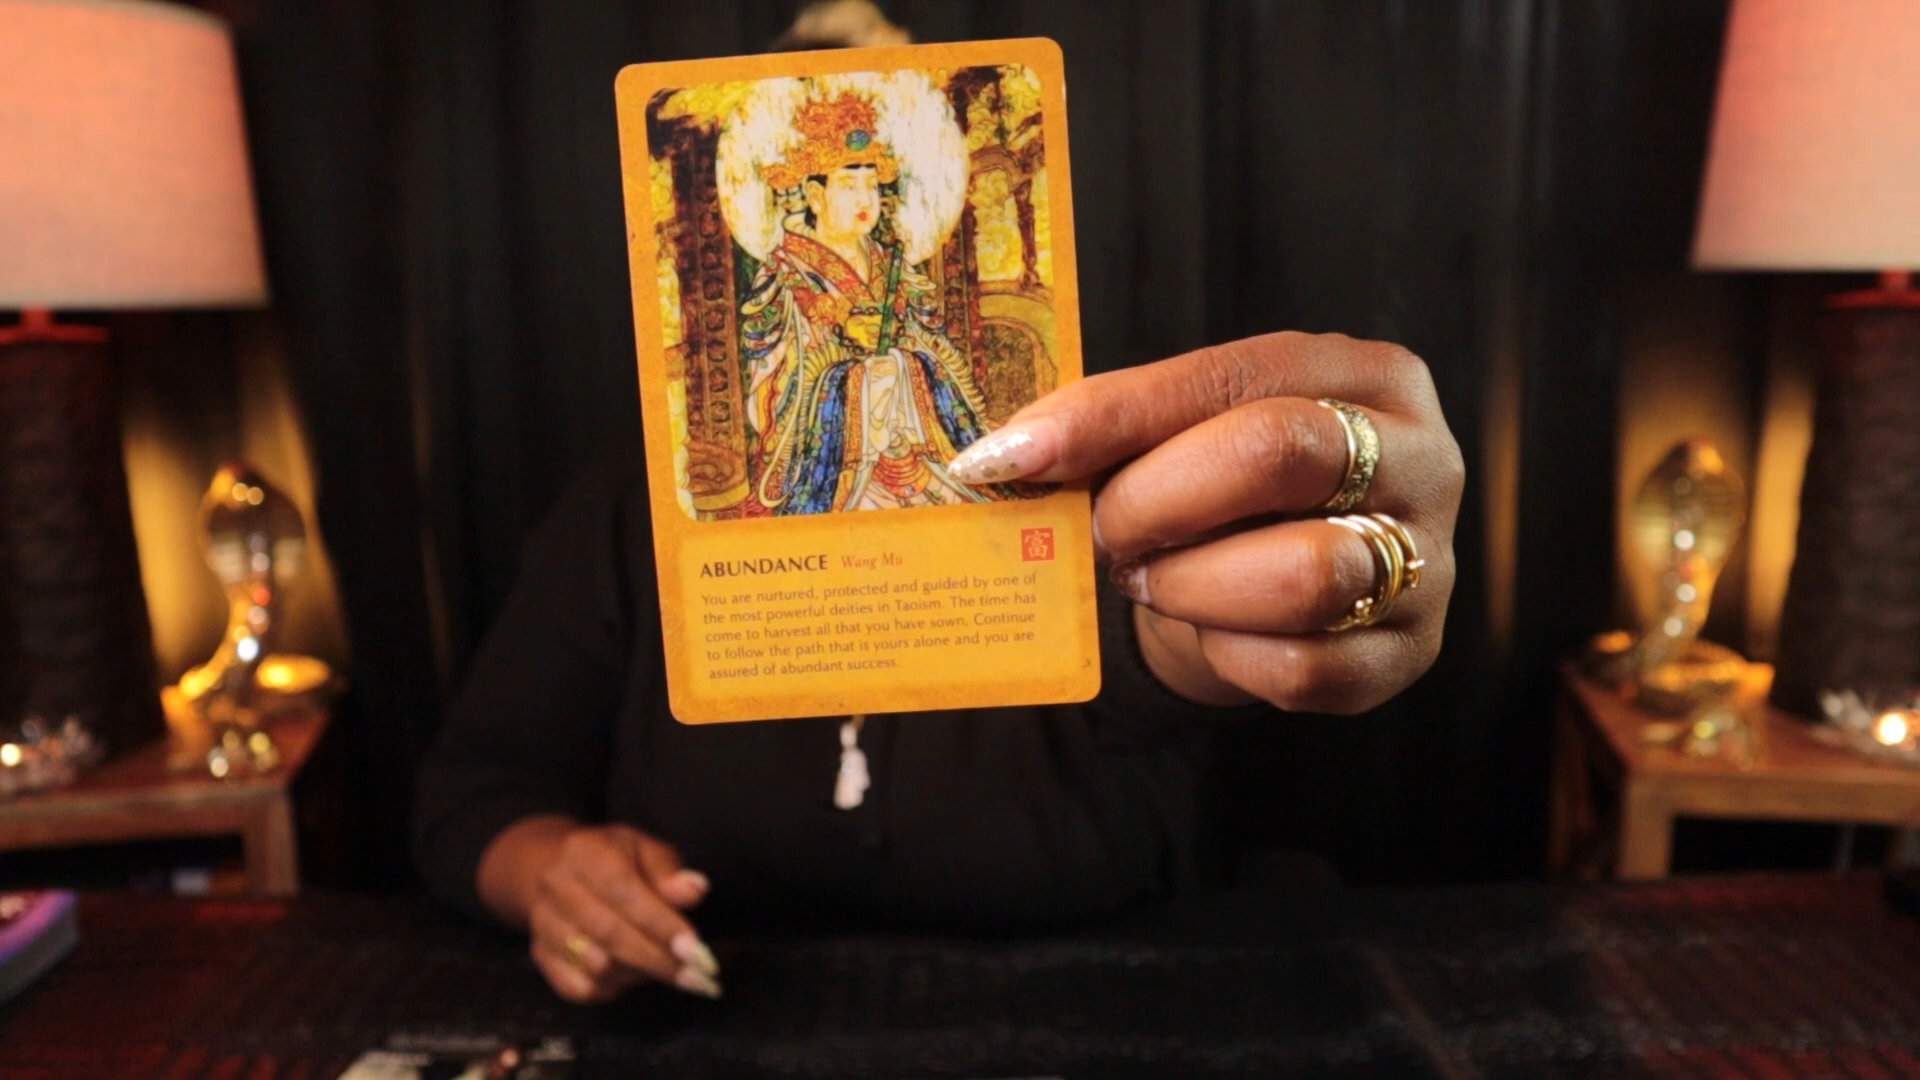 ABUNDANCE Wang Mu 富
You are nurtured, protected and guided by one of
the most powerful deities in Taoism. The time has
come to harvest all that you have sown. Continue
to follow the path that is yours alone and you are
assured of abundant success.